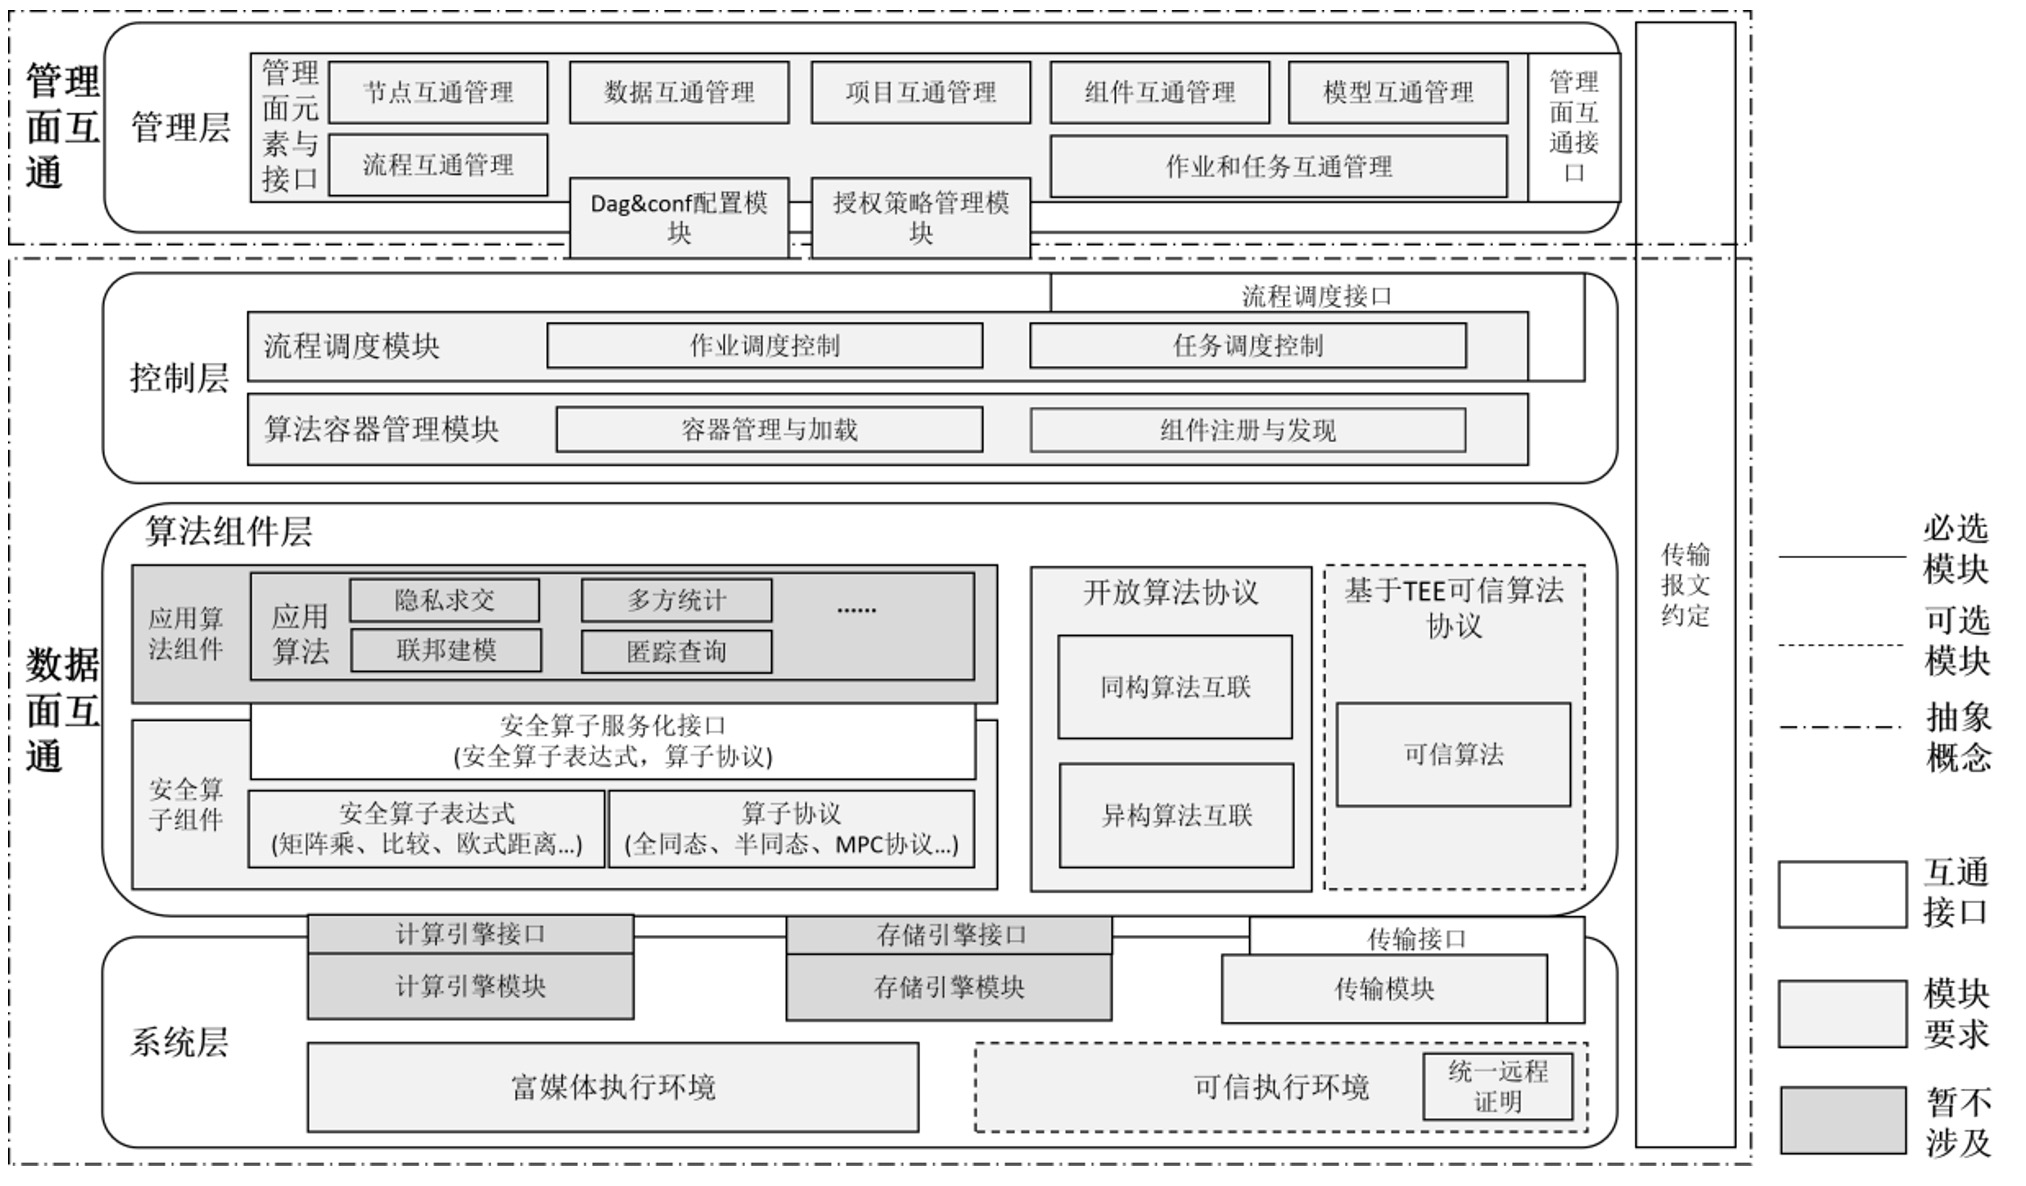 管理
面互
通
管理层
管理
面元
素与
接口
节点互通管理
数据互通管理
项目互通管理
组件互通管理
模型互通管理
流程互通管理
作业和任务互通管理
Dag&conf配置模
块
授权策略管理模
块
管理
面互
通接
口
数据
面互
通
控制层
流程调度接口
流程调度模块
作业调度控制
任务调度控制
算法容器管理模块
容器管理与加载
组件注册与发现
算法组件层
应用算
法组件
应用
算法
隐私求交
多方统计
......
联邦建模
匿踪查询
安全算子服务化接口
(安全算子表达式，算子协议)
安全算
子组件
安全算子表达式
(矩阵乘、比较、欧式距离...)
算子协议
(全同态、半同态、MPC协议...)
开放算法协议
同构算法互联
异构算法互联
基于TEE可信算法
协议
可信算法
系统层
计算引擎接口
计算引擎模块
存储引擎接口
存储引擎模块
传输接口
传输模块
富媒体执行环境
可信执行环境
统一远程
证明
传输
报文
约定
必选
模块
可选
模块
抽象
概念
互通
接口
模块
要求
暂不
涉及